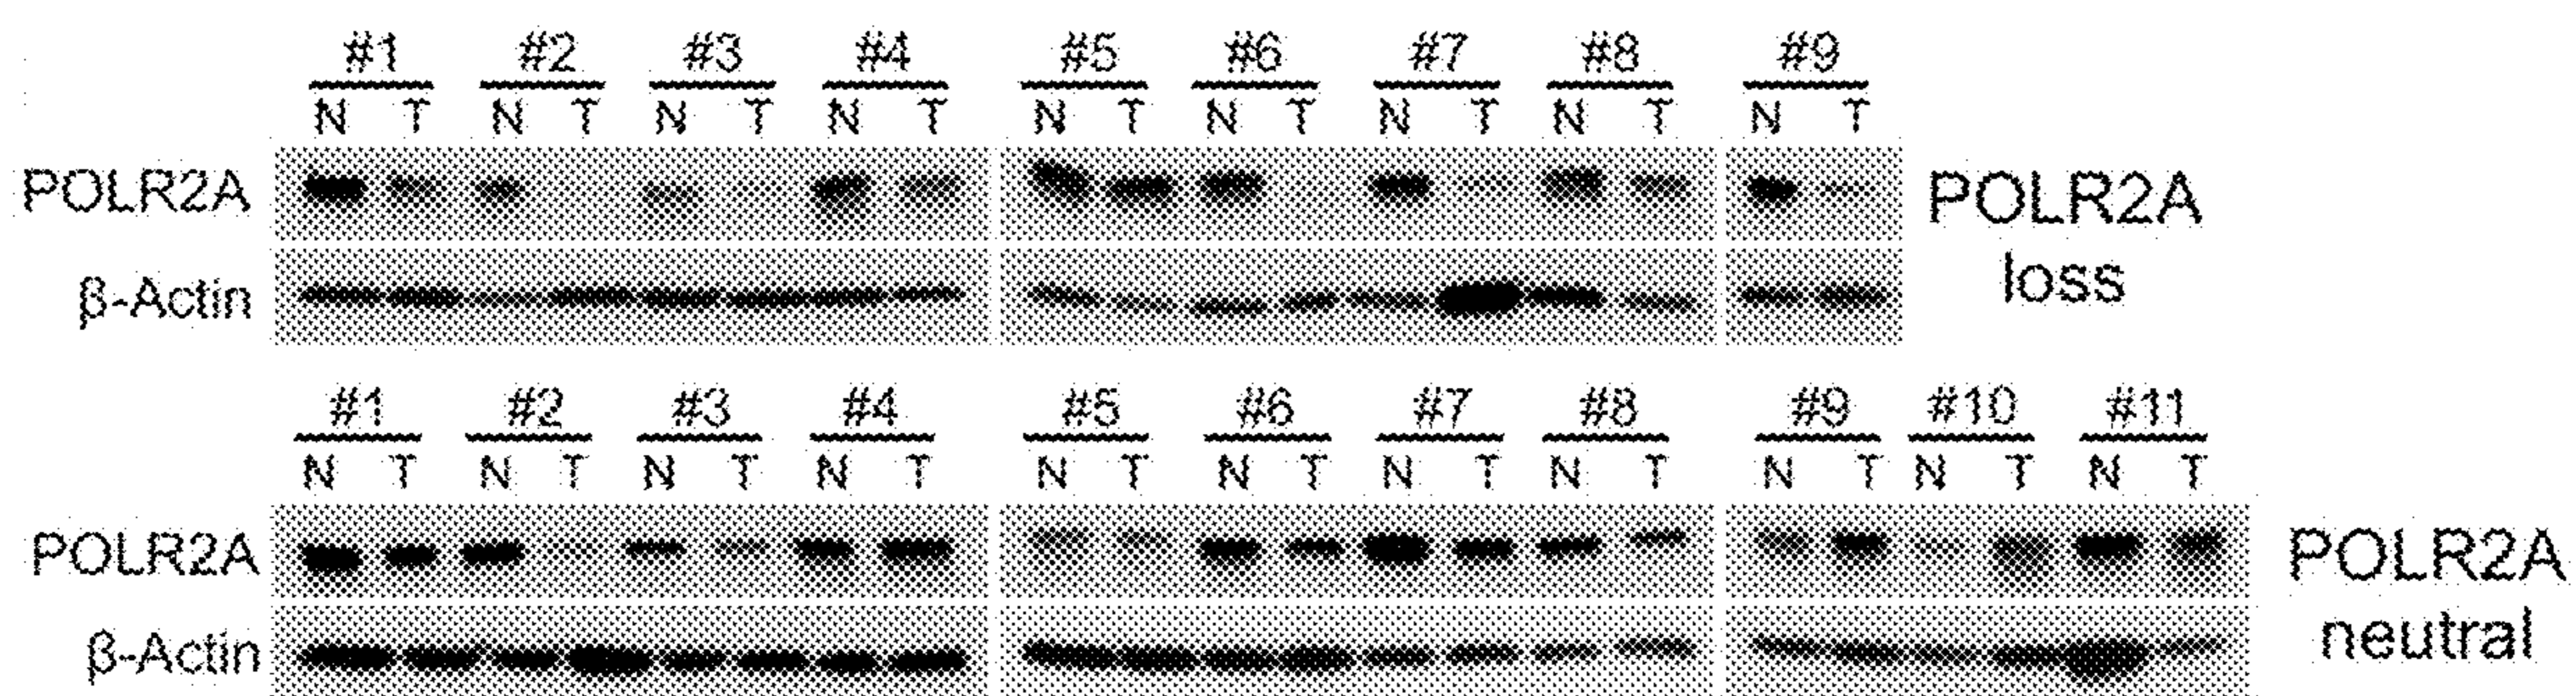 #1 #2 #3 #4 #5 #6 #7 #8 #9
N T N T N T N T N T N T N T N T N T
POLR2A
β-Actin
POLR2A
loss
#1 #2 #3 #4 #5 #6 #7 #8 #9 #10 #11
N T N T N T N T N T N T N T N T N T N T N T
POLR2A
β-Actin
POLR2A
neutral